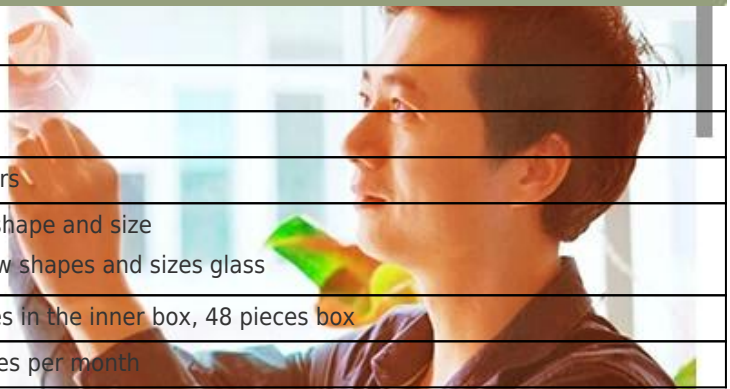 rs
shape and size
w shapes and sizes glass
es in the inner box, 48 pieces box
es per month